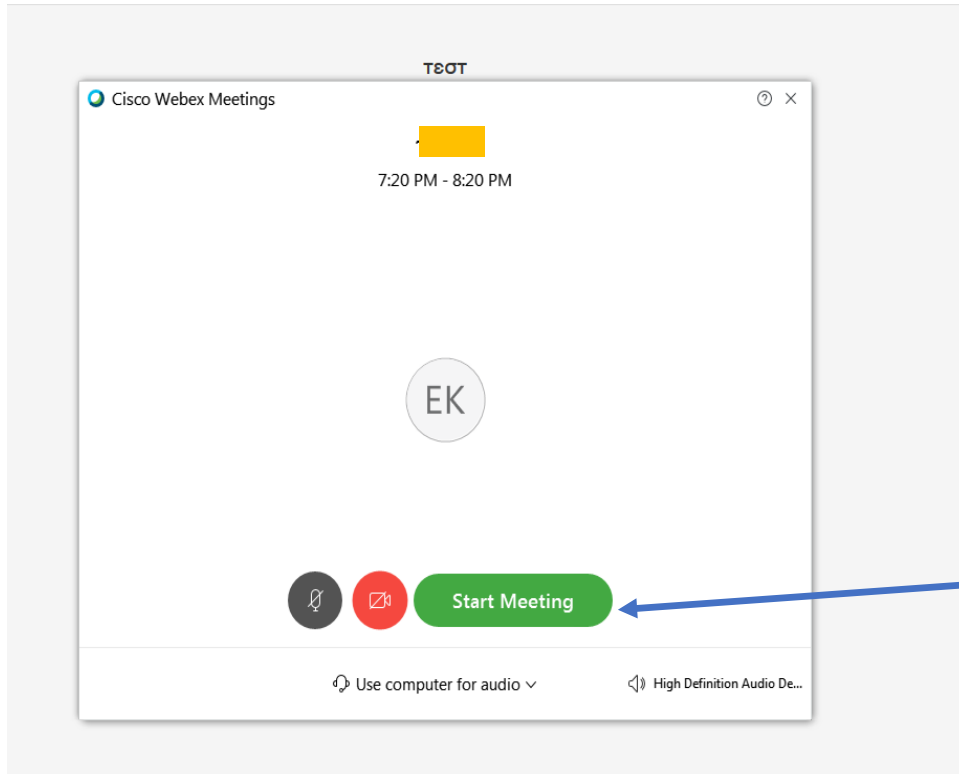 τεστ
Cisco Webex Meetings
7:20 PM - 8:20 PM
EK
Start Meeting
Use computer for audio
High Definition Audio De...